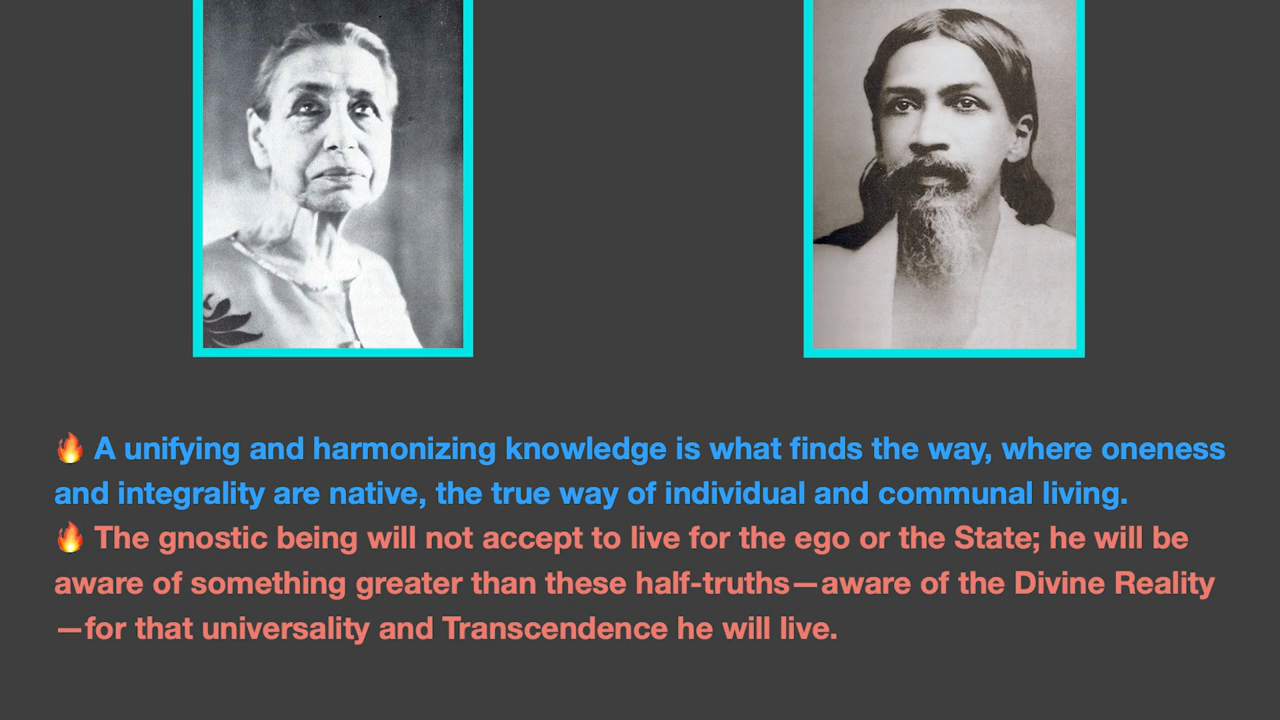 🔥 A unifying and harmonizing knowledge is what finds the way, where oneness
and integrality are native, the true way of individual and communal living.
🔥 The gnostic being will not accept to live for the ego or the State; he will be
aware of something greater than these half-truths—aware of the Divine Reality
—for that universality and Transcendence he will live.